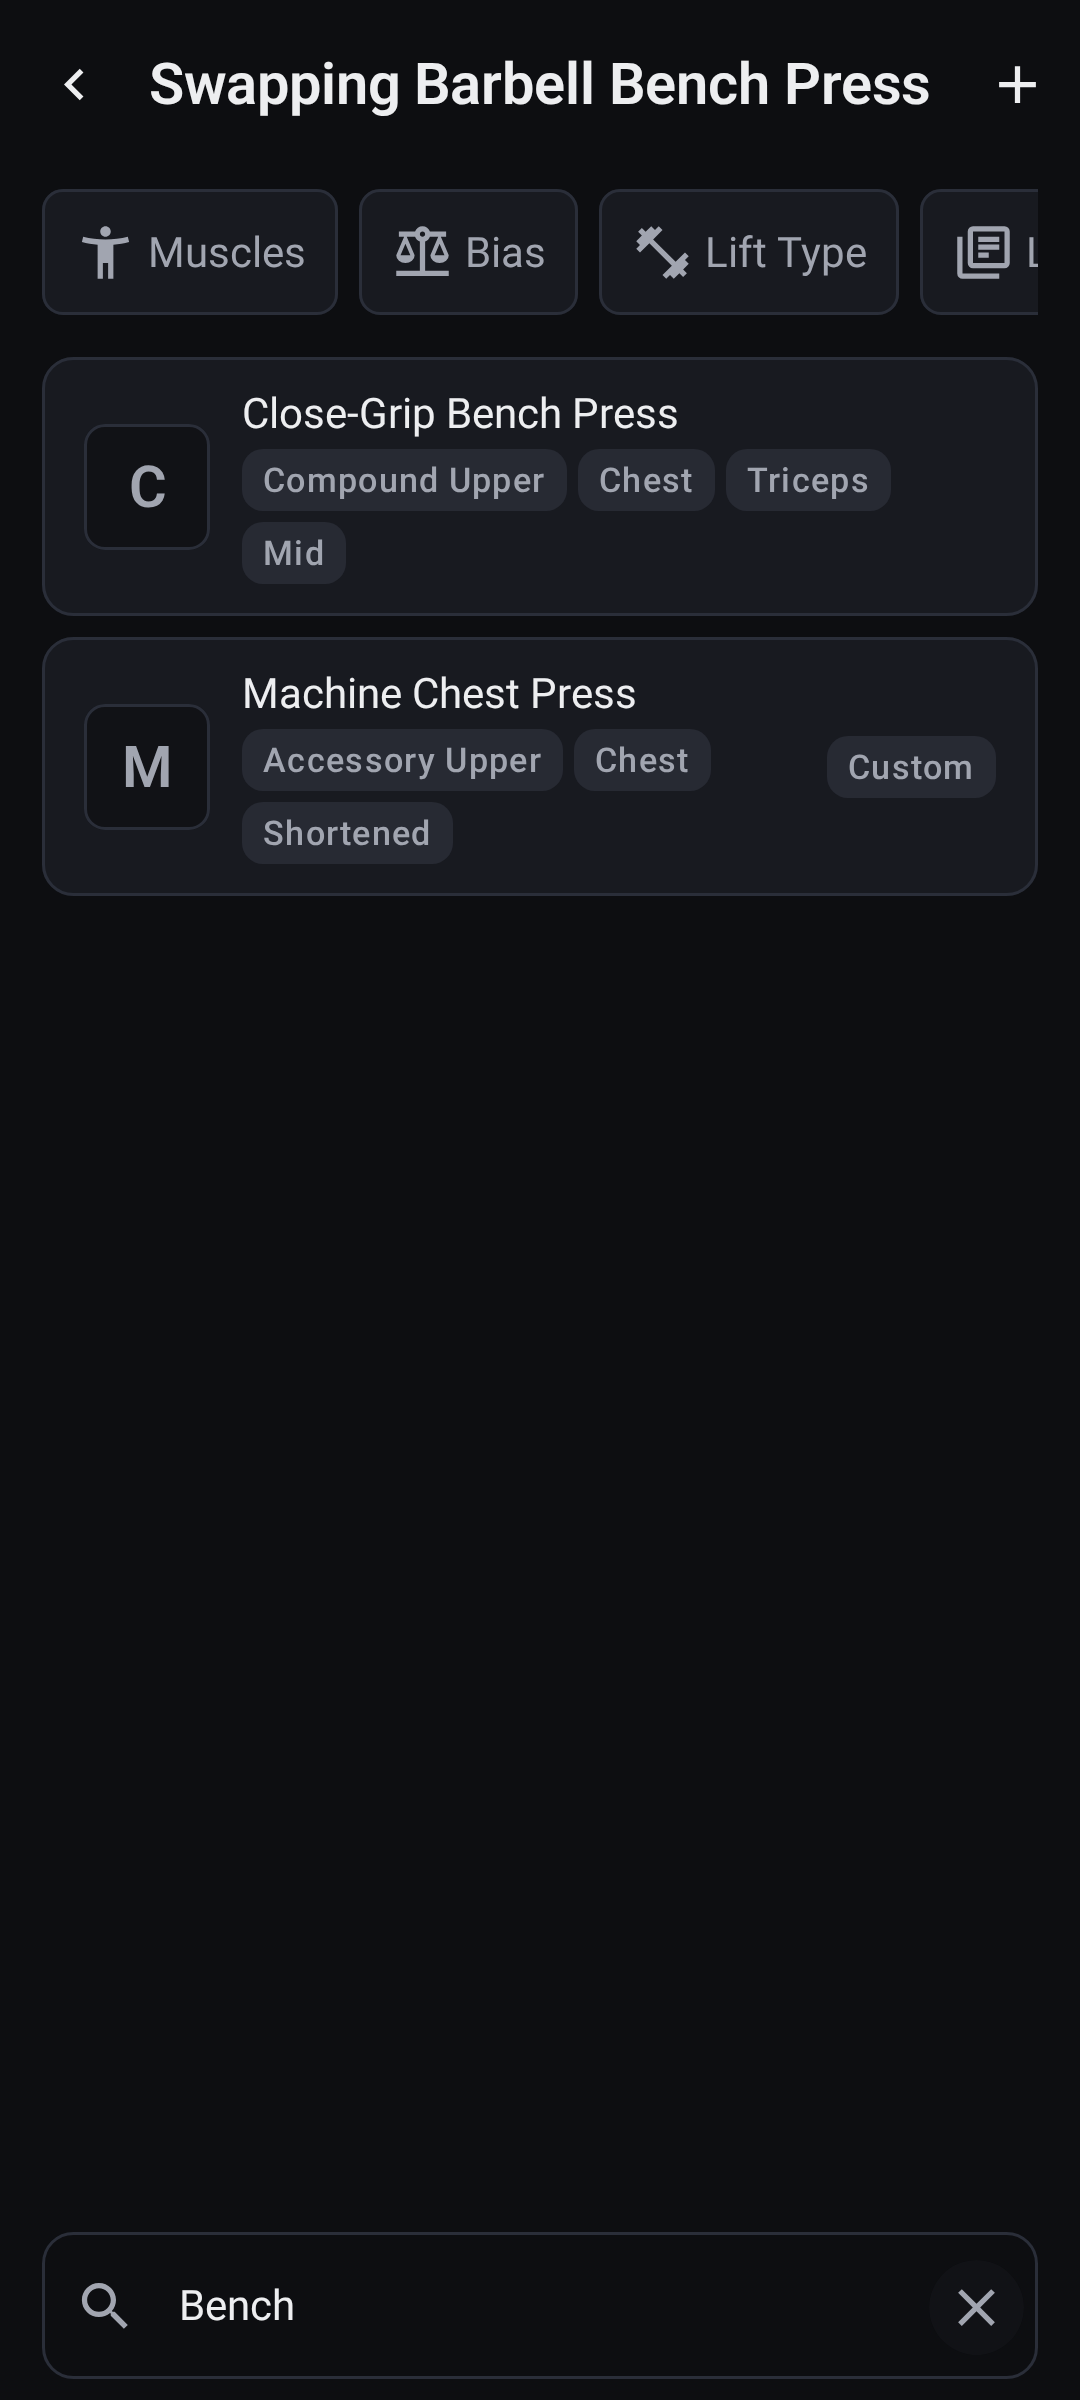 Swapping Barbell Bench Press
Muscles Bias Lift Type
C
Close-Grip Bench Press
Compound Upper Chest Triceps
Mid
M
Machine Chest Press
Accessory Upper Chest
Custom
Shortened
Bench